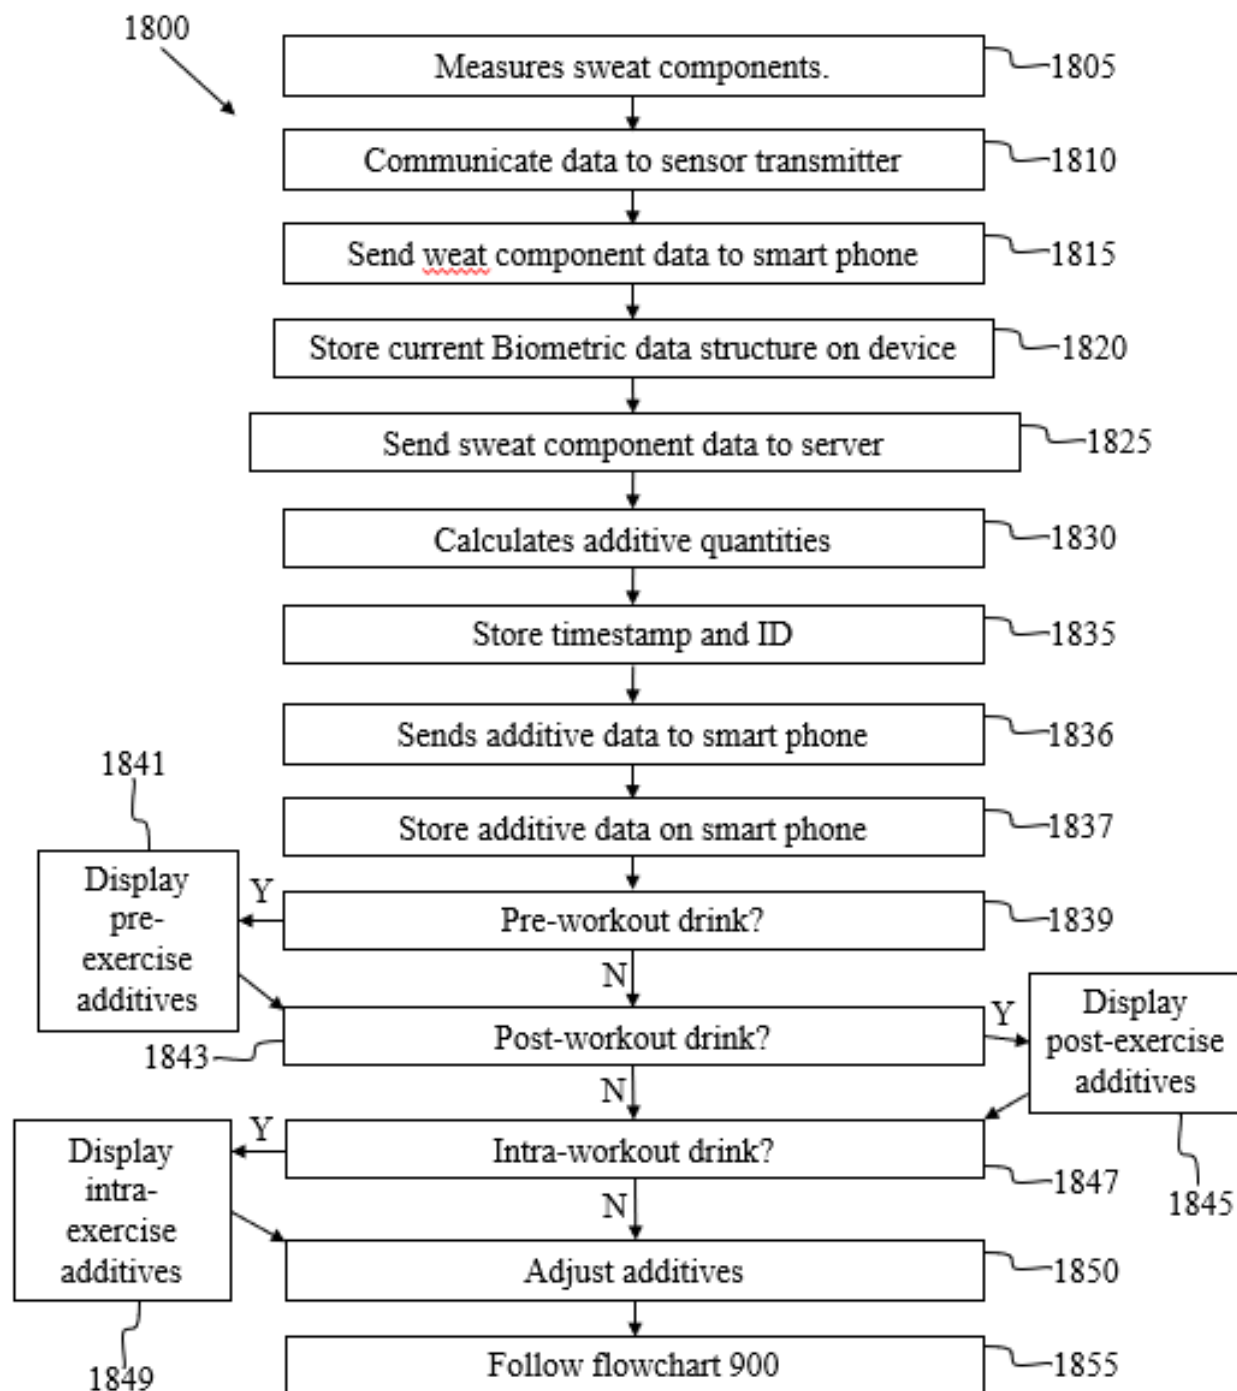 1800
Measures sweat components.
1805
Communicate data to sensor transmitter
1810
Send weat component data to smart phone
1815
Store current Biometric data structure on device
1820
Send sweat component data to server
1825
Calculates additive quantities
1830
Store timestamp and ID
1835
Sends additive data to smart phone
1836
Store additive data on smart phone
1837
1841
Display
pre-
exercise
additives
Y
Pre-workout drink?
1839
N
1843
Post-workout drink?
Y
Display
post-exercise
additives
1845
N
Intra-workout drink?
1847
Y
Display
intra-
exercise
additives
1849
N
Adjust additives
1850
Follow flowchart 900
1855